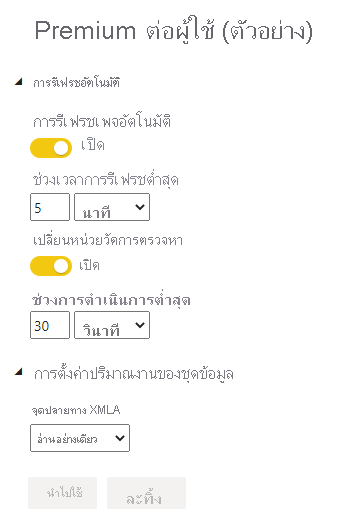 Premium ต่อผู้ใช้ (ตัวอย่าง)
การรีเฟรชอัตโนมัติ
การรีเฟรชเพจอัตโนมัติ
เปิด
ช่วงเวลาการรีเฟรชต่ำสุด
5 นาที
เปลี่ยนหน่วยวัดการตรวจหา
เปิด
ช่วงการดำเนินการต่ำสุด
30 วินาที
การตั้งค่าปริมาณงานของชุดข้อมูล
จุดปลายทาง XMLA
อ่านอย่างเดียว
นำไปใช้ ละทิ้ง